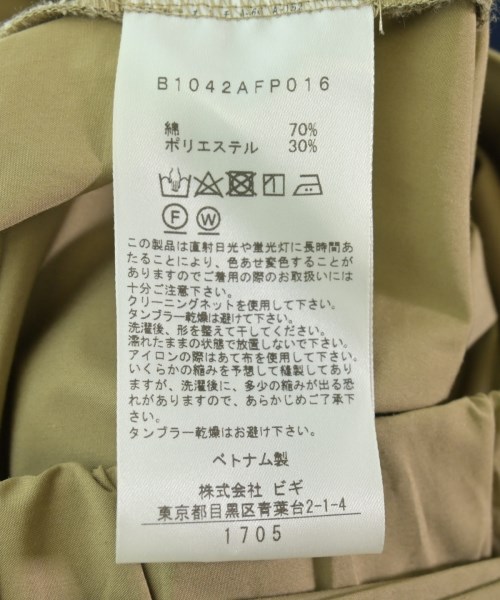 B1042AFP016
綿 70%
ポリエステル 30%
F W
この製品は直射日光や蛍光灯に長時間あ
たることにより、色あせ変色することが
ありますのでご着用の際のお取扱いには
十分ご注意下さい。
クリーニングネットを使用して下さい。
タンブラー乾燥は避けて下さい。
洗濯後、形を整えて干してください。
濡れたままの状態で放置しないで下さい。
アイロンの際はあて布を使用して下さい。
いくらかの縮みを予想して縫製してあり
ますが、洗濯後に、多少の縮みが出る恐
れがありますので、あらかじめご了承下
さい。
タンブラー乾燥はお避け下さい。
ベトナム製
株式会社 ビギ
東京都目黒区青葉台2-1-4
1705